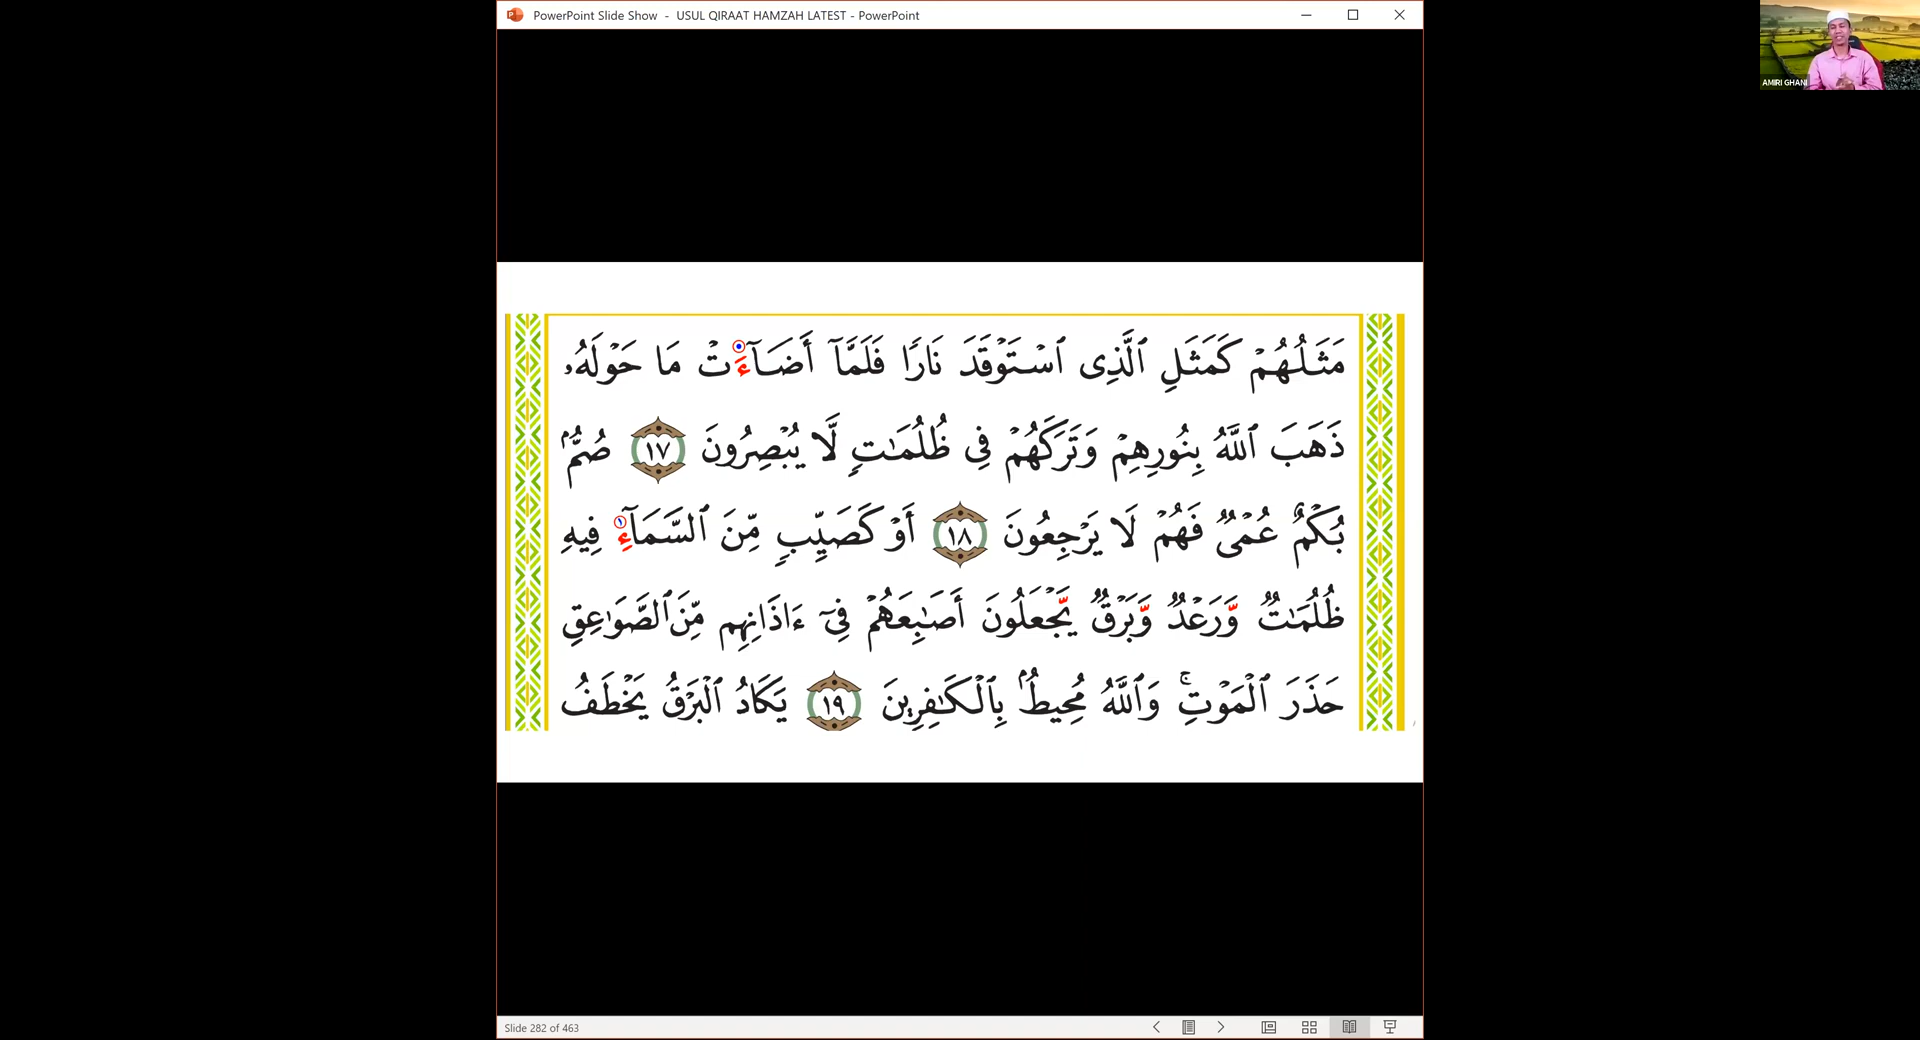 PowerPoint Slide Show - USUL QIRAAT HAMZAH LATEST - PowerPoint
AMIRI GHANI
مَثَلُهُمۡ كَمَثَلِ ٱلَّذِى ٱسۡتَوۡقَدَ نَارًا فَلَمَّآ أَضَآءَتۡ مَا حَوۡلَهُۥ
ذَهَبَ ٱللَّهُ بِنُورِهِمۡ وَتَرَكَهُمۡ فِى ظُلُمَٰتٍ لَّا يُبۡصِرُونَ ١٧ صُمُّۢ
بُكۡمٌ عُمۡىٌ فَهُمۡ لَا يَرۡجِعُونَ ١٨ أَوۡ كَصَيِّبٍ مِّنَ ٱلسَّمَآءِ ١ فِيهِ
ظُلُمَٰتٌ وَّرَعۡدٌ وَّبَرۡقٌ يَّجۡعَلُونَ أَصَٰبِعَهُمۡ فِىٓ ءَاذَانِهِم مِّنَ ٱلصَّوَٰعِقِ
حَذَرَ ٱلۡمَوۡتِۚ وَٱللَّهُ مُحِيطُۢ بِٱلۡكَٰفِرِينَ ١٩ يَكَادُ ٱلۡبَرۡقُ يَخۡطَفُ
Slide 282 of 463